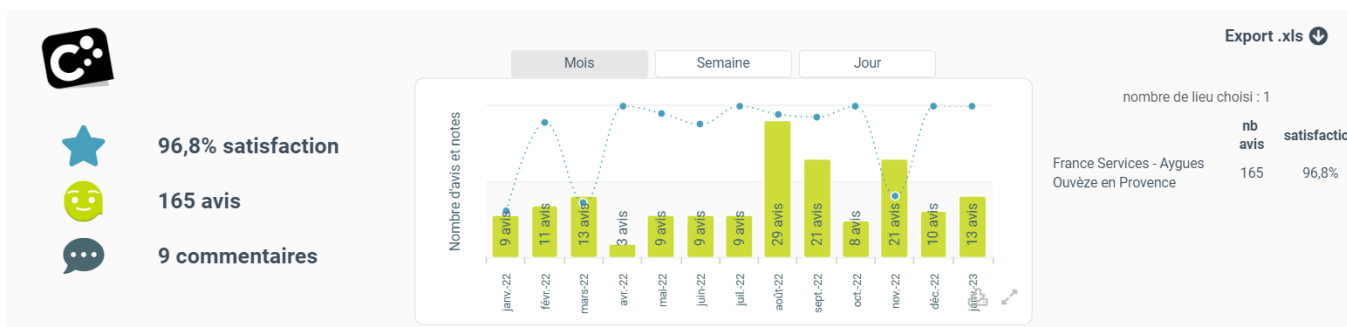 Export .xls
Mois
Semaine
Jour
nombre de lieu choisi : 1
nb avis
satisfactio
96,8% satisfaction
165 avis
9 commentaires
France Services - Aygues
Ouvèze en Provence
165
96,8%
Nombre d'avis et notes
9 avis
11 avis
13 avis
3 avis
9 avis
9 avis
9 avis
29 avis
21 avis
8 avis
21 avis
10 avis
13 avis
janv.-22
févr.-22
mars-22
avr.-22
mai-22
juin-22
juil.-22
août-22
sept.-22
oct.-22
nov.-22
déc.-22
janv.-23